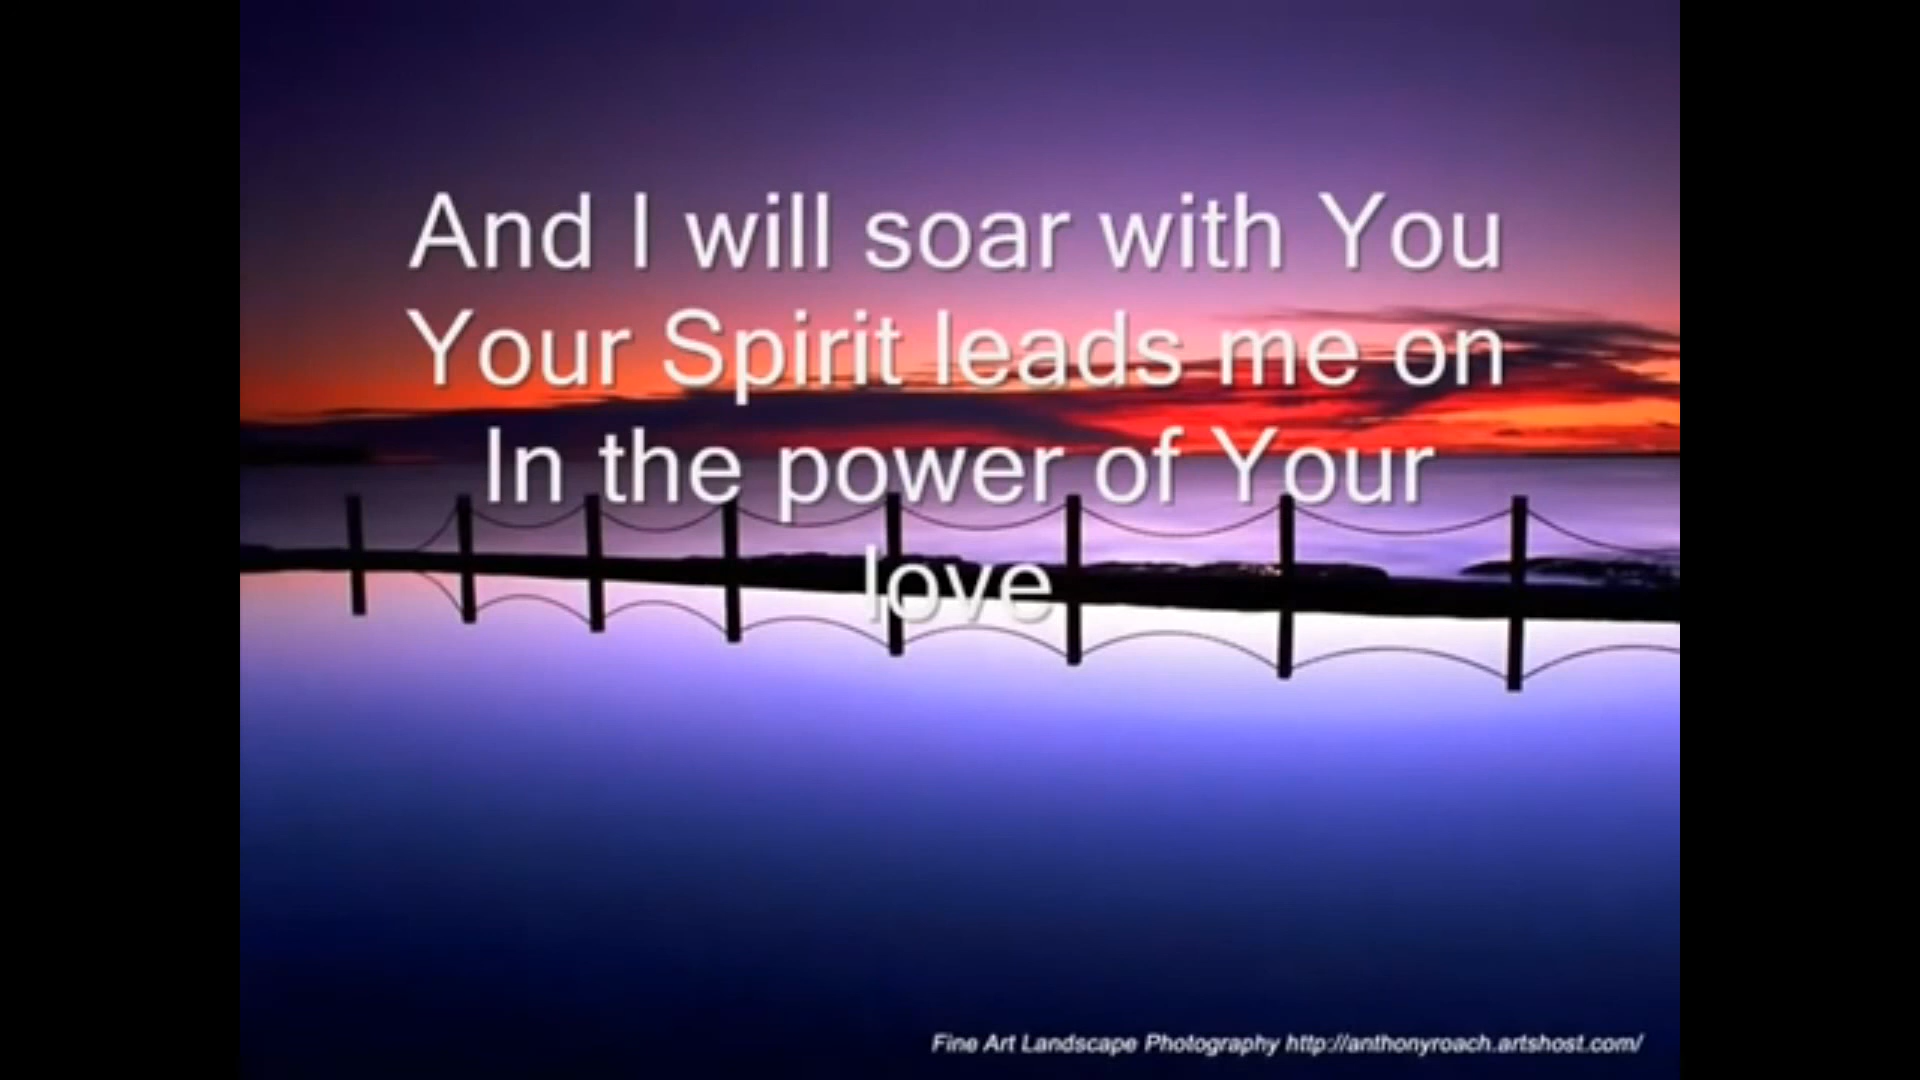 And I will soar with You
Your Spirit leads me on
In the power of Your
love
Fine Art Landscape Photography http://anthonyroach.artshost.com/